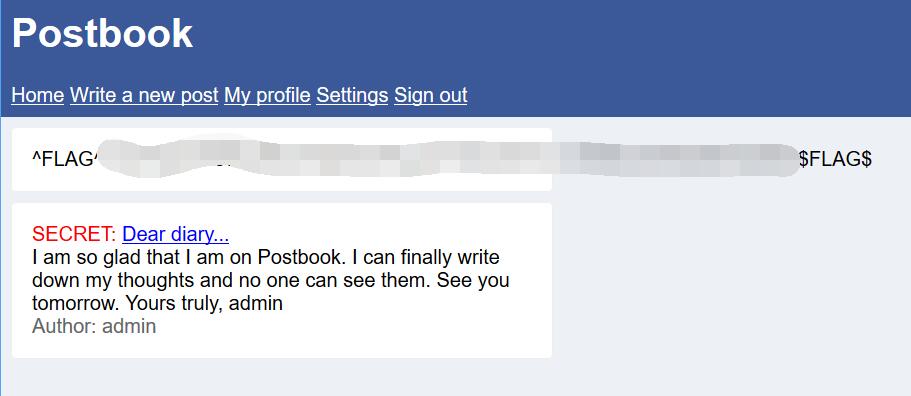 Postbook
Home Write a new post My profile Settings Sign out
^FLAG^ $FLAG$
SECRET: Dear diary...
I am so glad that I am on Postbook. I can finally write
down my thoughts and no one can see them. See you
tomorrow. Yours truly, admin
Author: admin